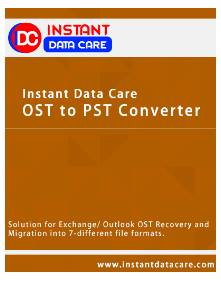 DC INSTANT
DATA CARE
Instant Data Care
OST to PST Converter
Solution for Exchange/ Outlook OST Recovery and
Migration into 7-different file formats.
www.instantdatacare.com